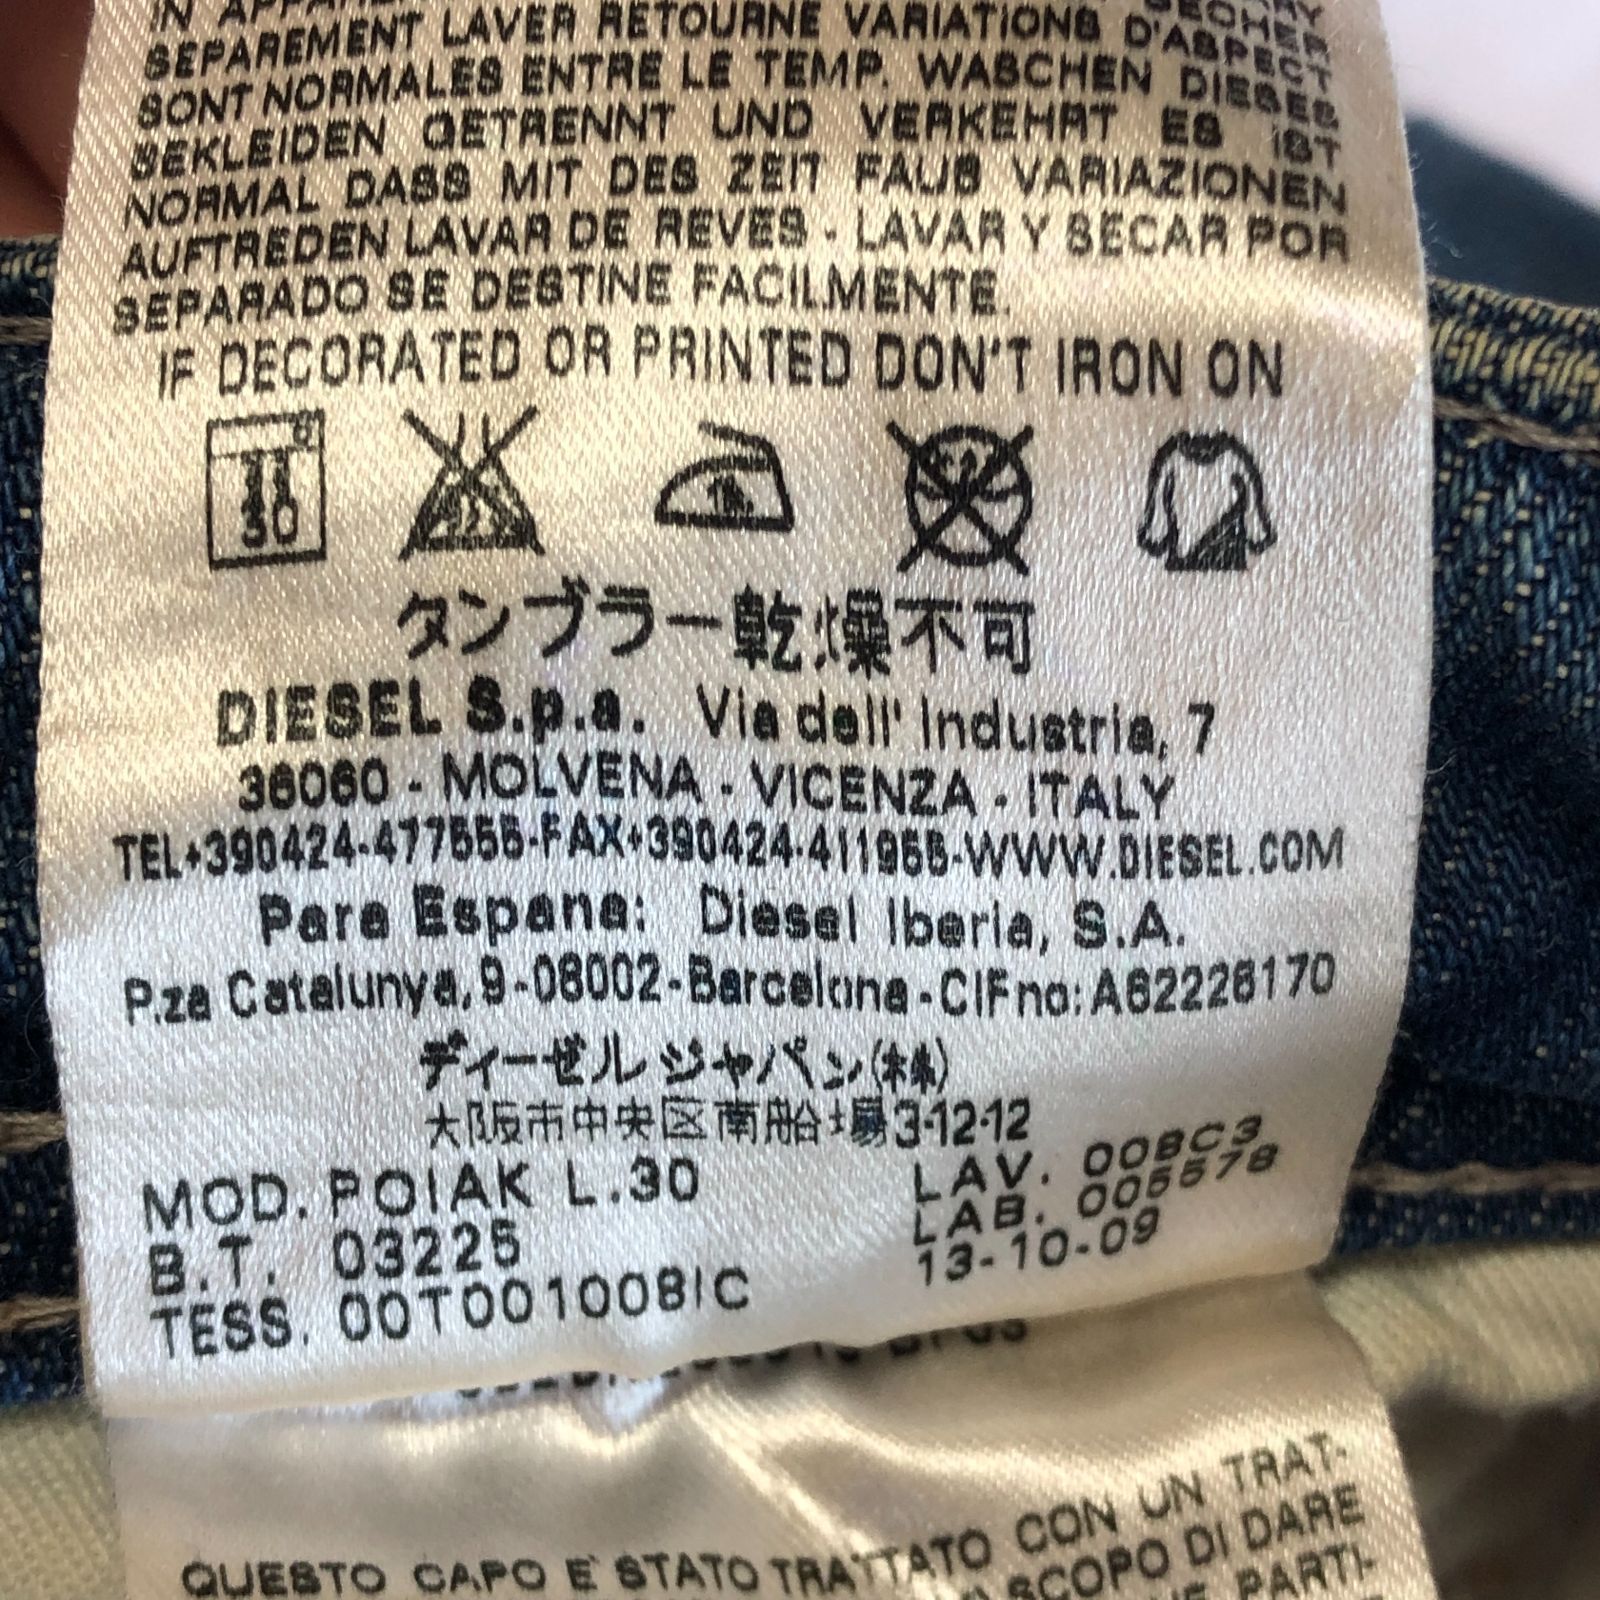 IN
SEPAREMENT LAVER RETOURNE VARIATIONS D'ASPECT
SONT NORMALES ENTRE LE TEMP. WASCHEN DIESES
BEKLEIDEN GETRENNT UND VERKEHRT ES IST
NORMAL DASS MIT DES ZEIT FAUB VARIAZIONEN
AUFTREDEN LAVAR DE REVES - LAVAR Y SECAR POR
SEPARADO SE DESTINE FACILMENTE.
IF DECORATED OR PRINTED DON'T IRON ON
30
タンブラー乾燥不可
DIESEL S.p.a. Via dell' Industria, 7
36060 - MOLVENA - VICENZA - ITALY
TEL+390424-477555-FAX+390424-411955-WWW.DIESEL.COM
Para Espana: Diesel Iberia, S.A.
P.za Catalunya, 9-08002-Barcelona-CIFno: A62226170
ディーゼル ジャパン(株)
大阪市中央区南船場3-12-12
MOD. POIAK L.30 LAV. 008C3
B.T. 03225 LAB. 005578
TESS. 00T001008/C 13-10-09
QUESTO CAPO E' STATO TRATTATO CON UN TRAT-
SCOPO DI DARE
PARTI-